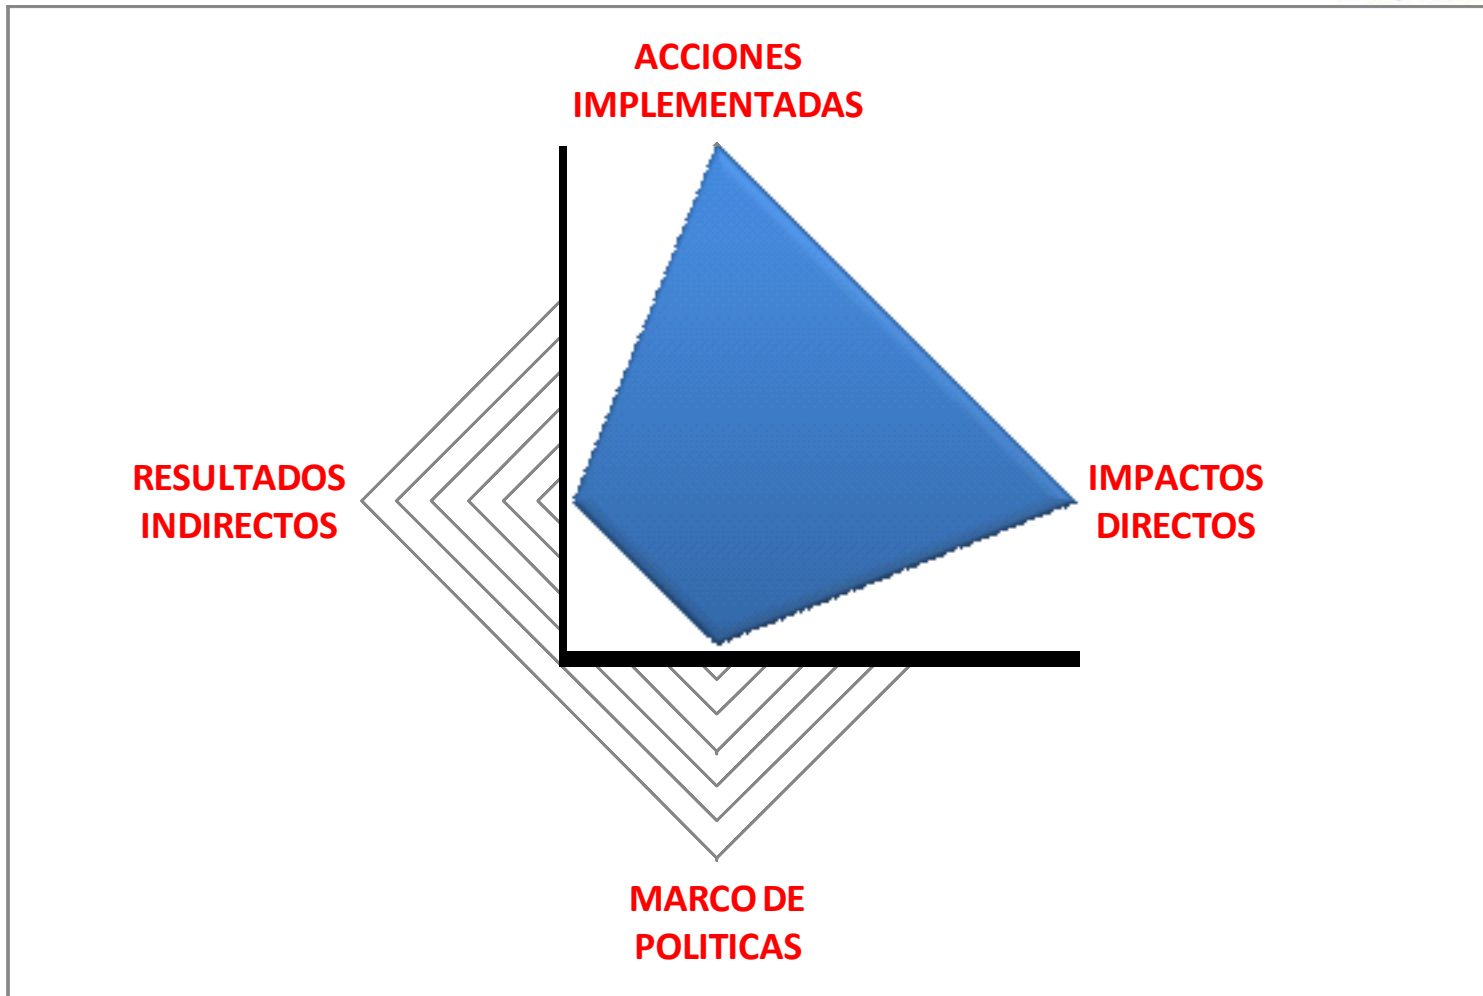 ACCIONES
IMPLEMENTADAS
RESULTADOS
INDIRECTOS
IMPACTOS
DIRECTOS
MARCO DE
POLITICAS